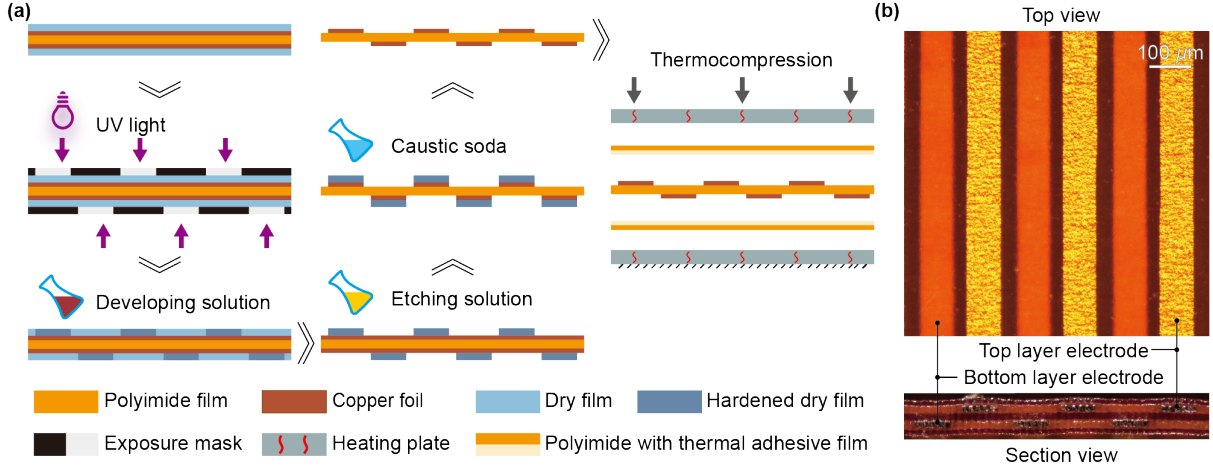 (a)
UV light
Developing solution
Caustic soda
Etching solution
Thermocompression
Polyimide film
Copper foil
Dry film
Hardened dry film
Exposure mask
Heating plate
Polyimide with thermal adhesive film
(b)
Top view
100 μm
Top layer electrode
Bottom layer electrode
Section view